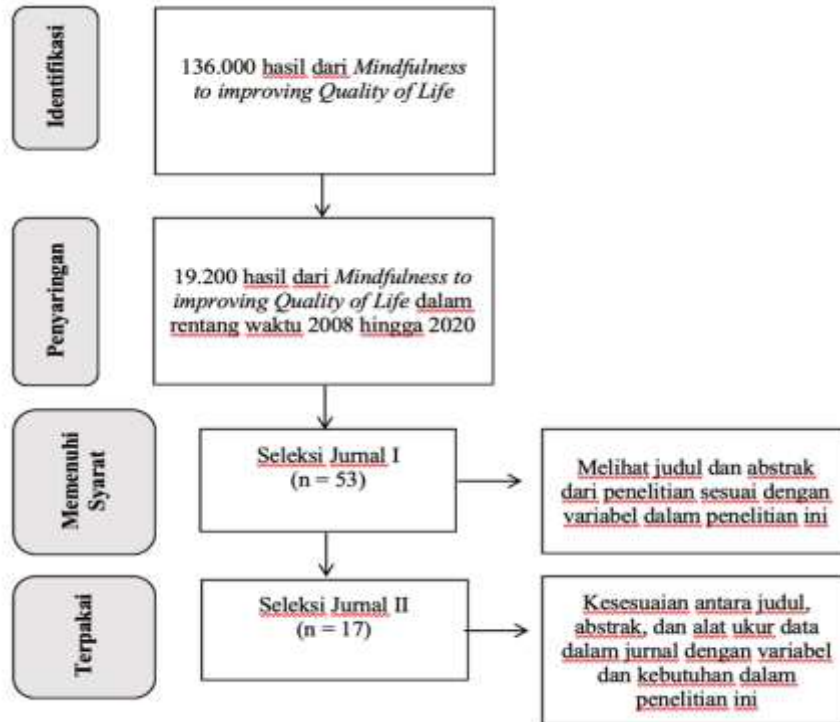 Identifikasi
136.000 hasil dari Mindfulness
to improving Quality of Life
Penyaringan
19.200 hasil dari Mindfulness to
improving Quality of Life dalam
rentang waktu 2008 hingga 2020
Memenuhi
Syarat
Seleksi Jurnal I
(n = 53)
Melihat judul dan abstrak
dari penelitian sesuai dengan
variabel dalam penelitian ini
Terpakai
Seleksi Jurnal II
(n = 17)
Kesesuaian antara judul,
abstrak, dan alat ukur data
dalam jurnal dengan variabel
dan kebutuhan dalam
penelitian ini